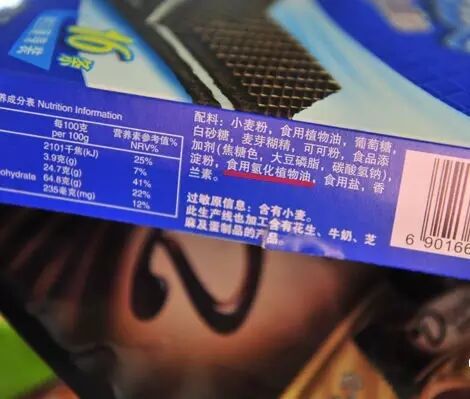 16
养成分表 Nutrition Information
每100克
per 100g
营养素参考值%
NRV%
2101千焦(kJ)
25%
3.9克(g)
7%
24.7克(g)
41%
ohydrate 64.8克(g)
22%
235毫克(mg)
12%
配料：小麦粉，食用植物油，葡萄糖，
白砂糖，麦芽糊精，可可粉，食品添
加剂(焦糖色，大豆磷脂，碳酸氢钠)，
淀粉，食用氢化植物油，食用盐，香
兰素。
过敏原信息：含有小麦。
此生产线也加工含有花生、牛奶、芝
麻及蛋制品的产品。
6 90166